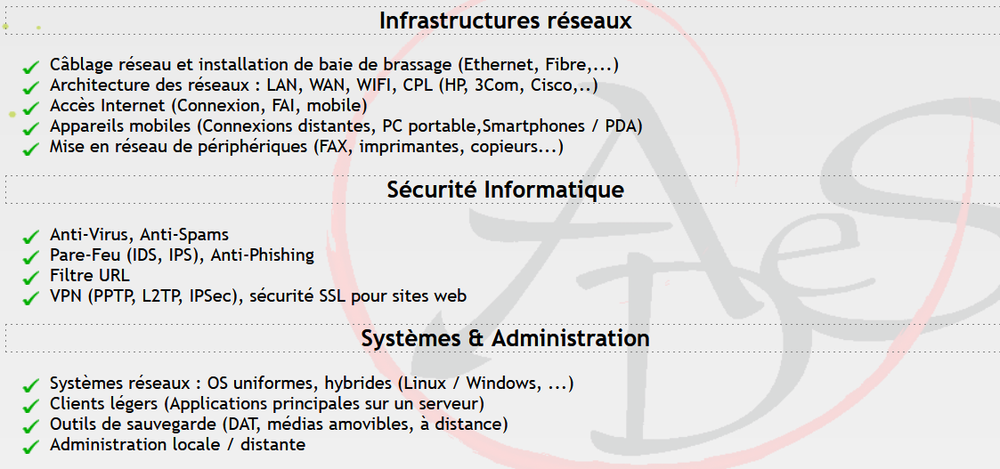 Infrastructures réseaux
Câblage réseau et installation de baie de brassage (Ethernet, Fibre,...)
Architecture des réseaux : LAN, WAN, WIFI, CPL (HP, 3Com, Cisco,..)
Accès Internet (Connexion, FAI, mobile)
Appareils mobiles (Connexions distantes, PC portable,Smartphones / PDA)
Mise en réseau de périphériques (FAX, imprimantes, copieurs...)
Sécurité Informatique
Anti-Virus, Anti-Spams
Pare-Feu (IDS, IPS), Anti-Phishing
Filtre URL
VPN (PPTP, L2TP, IPSec), sécurité SSL pour sites web
Systèmes & Administration
Systèmes réseaux : OS uniformes, hybrides (Linux / Windows, ...)
Clients légers (Applications principales sur un serveur)
Outils de sauvegarde (DAT, médias amovibles, à distance)
Administration locale / distante
ADeS